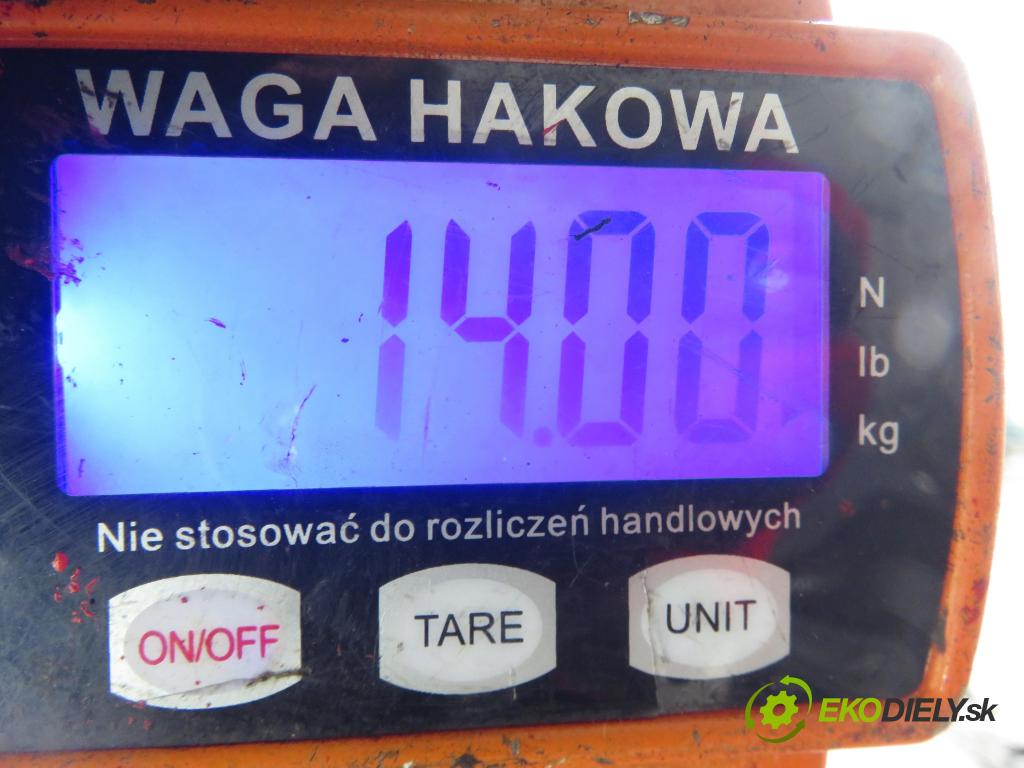 WAGA HAKOWA
14.00
N
lb
kg
Nie stosować do rozliczeń handlowych
ON/OFF TARE UNIT
EKODIELY.sk